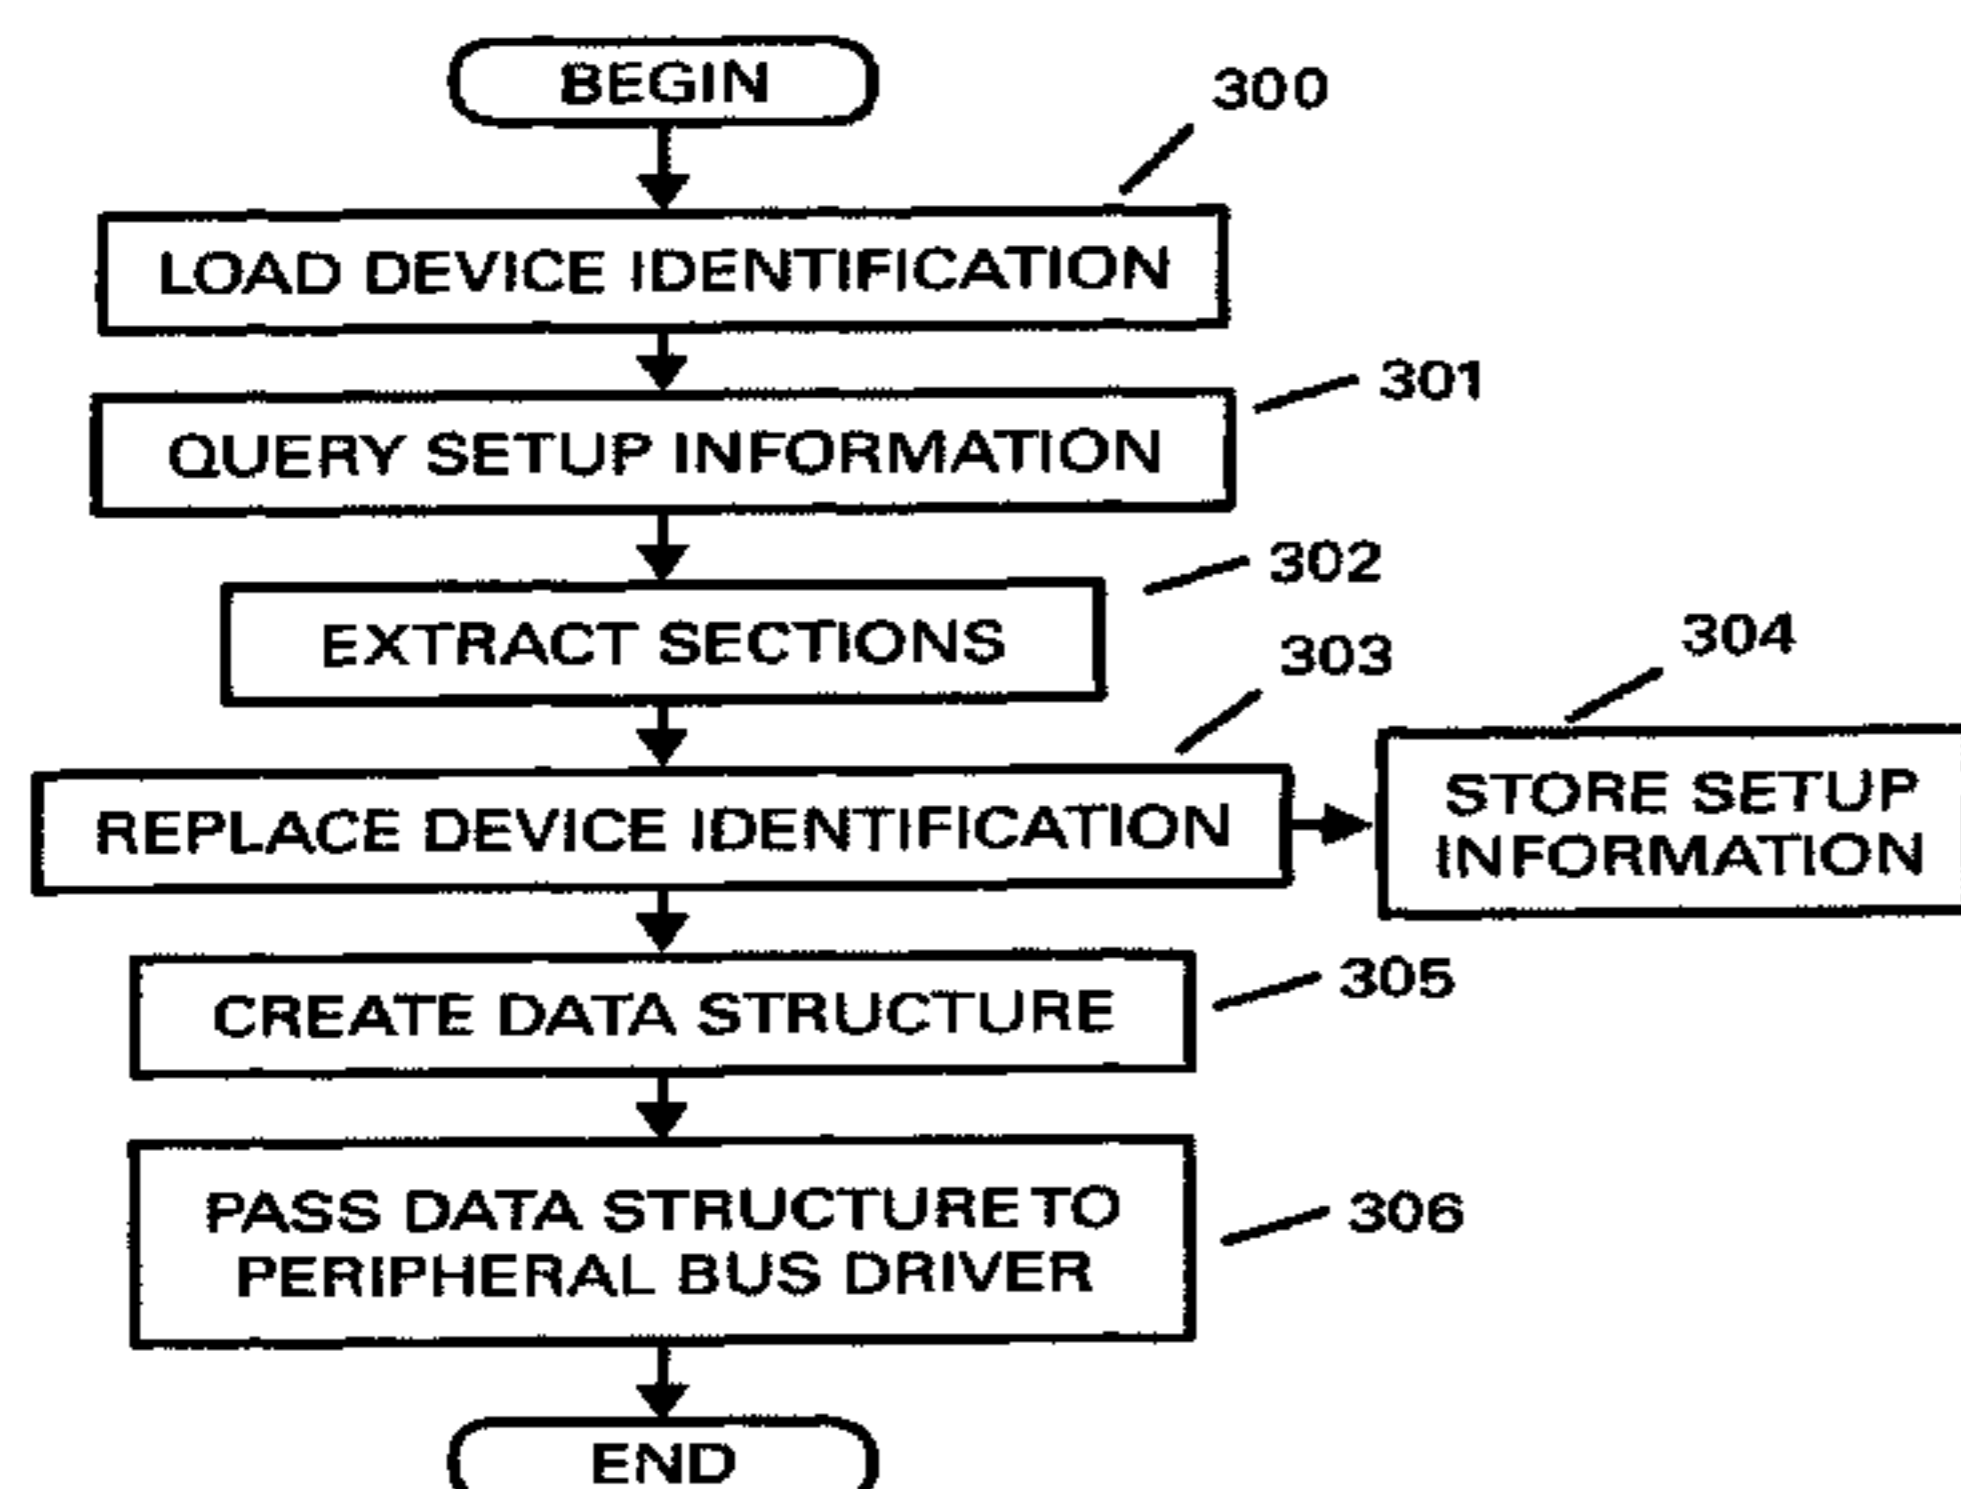 BEGIN
300
LOAD DEVICE IDENTIFICATION
301
QUERY SETUP INFORMATION
302
EXTRACT SECTIONS
303
304
REPLACE DEVICE IDENTIFICATION
STORE SETUP
INFORMATION
305
CREATE DATA STRUCTURE
306
PASS DATA STRUCTURE TO
PERIPHERAL BUS DRIVER
END